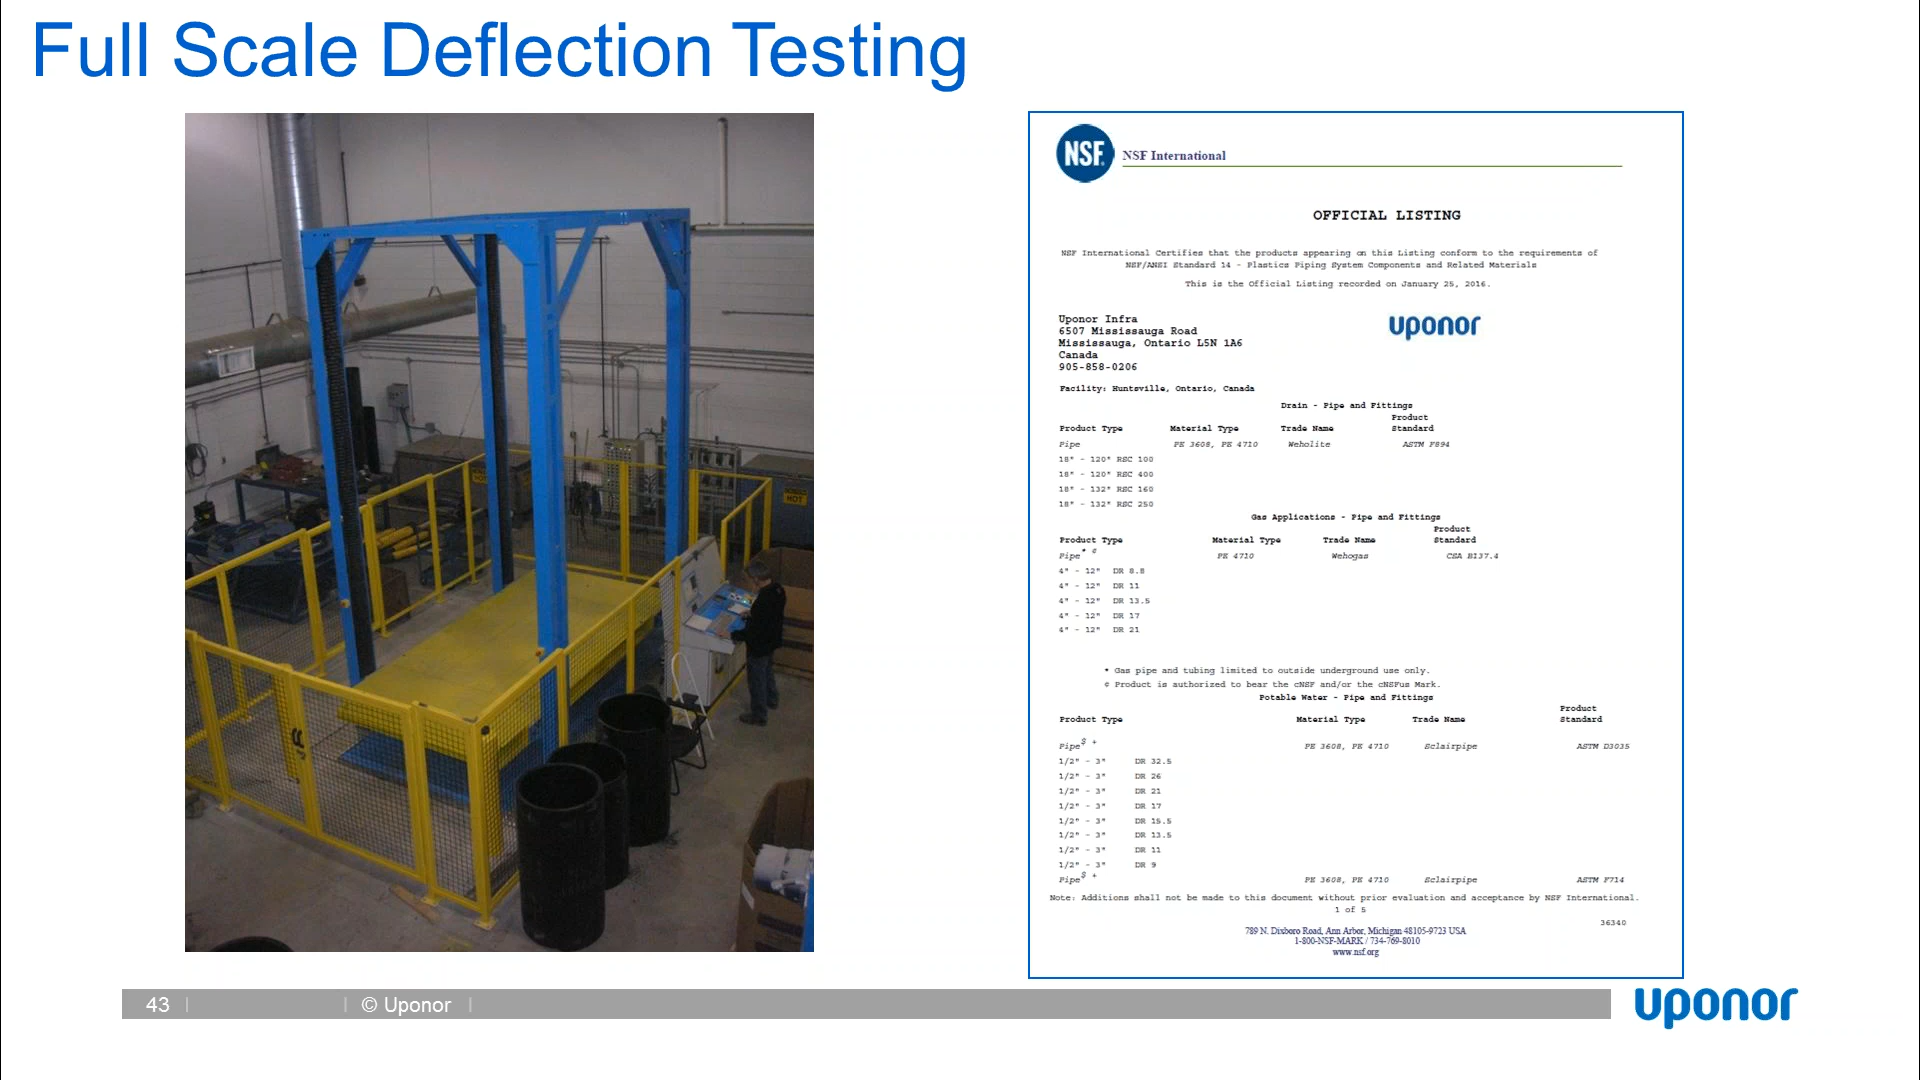 Full Scale Deflection Testing
NSF
NSF International
OFFICIAL LISTING
NSF International Certifies that the products appearing on this Listing conform to the requirements of
NSF/ANSI Standard 14 - Plastics Piping System Components and Related Materials
This is the Official Listing recorded on January 25, 2016.
Uponor Infra
6507 Mississauga Road
Mississauga, Ontario L5N 1A6
Canada
905-858-0206
uponor
Facility: Huntsville, Ontario, Canada
Drain - Pipe and Fittings
Product
Product Type Material Type Trade Name Standard
Pipe PE 3608, PE 4710 Weholite ASTM F894
18" - 120" RSC 100
18" - 120" RSC 400
18" - 132" RSC 160
18" - 132" RSC 250
Gas Applications - Pipe and Fittings
Product
Product Type Material Type Trade Name Standard
Pipe* ¢ PE 4710 Wehogas CSA B137.4
4" - 12" DR 8.8
4" - 12" DR 11
4" - 12" DR 13.5
4" - 12" DR 17
4" - 12" DR 21
* Gas pipe and tubing limited to outside underground use only.
¢ Product is authorized to bear the cNSF and/or the cNSFus Mark.
Potable Water - Pipe and Fittings
Product
Product Type Material Type Trade Name Standard
Pipe$ + PE 3608, PE 4710 Sclairpipe ASTM D3035
1/2" - 3" DR 32.5
1/2" - 3" DR 26
1/2" - 3" DR 21
1/2" - 3" DR 17
1/2" - 3" DR 15.5
1/2" - 3" DR 13.5
1/2" - 3" DR 11
1/2" - 3" DR 9
Pipe$ + PE 3608, PE 4710 Sclairpipe ASTM F714
Note: Additions shall not be made to this document without prior evaluation and acceptance by NSF International.
1 of 5
36340
789 N. Dixboro Road, Ann Arbor, Michigan 48105-9723 USA
1-800-NSF-MARK / 734-769-8010
www.nsf.org
43 | | © Uponor |
uponor
HOT